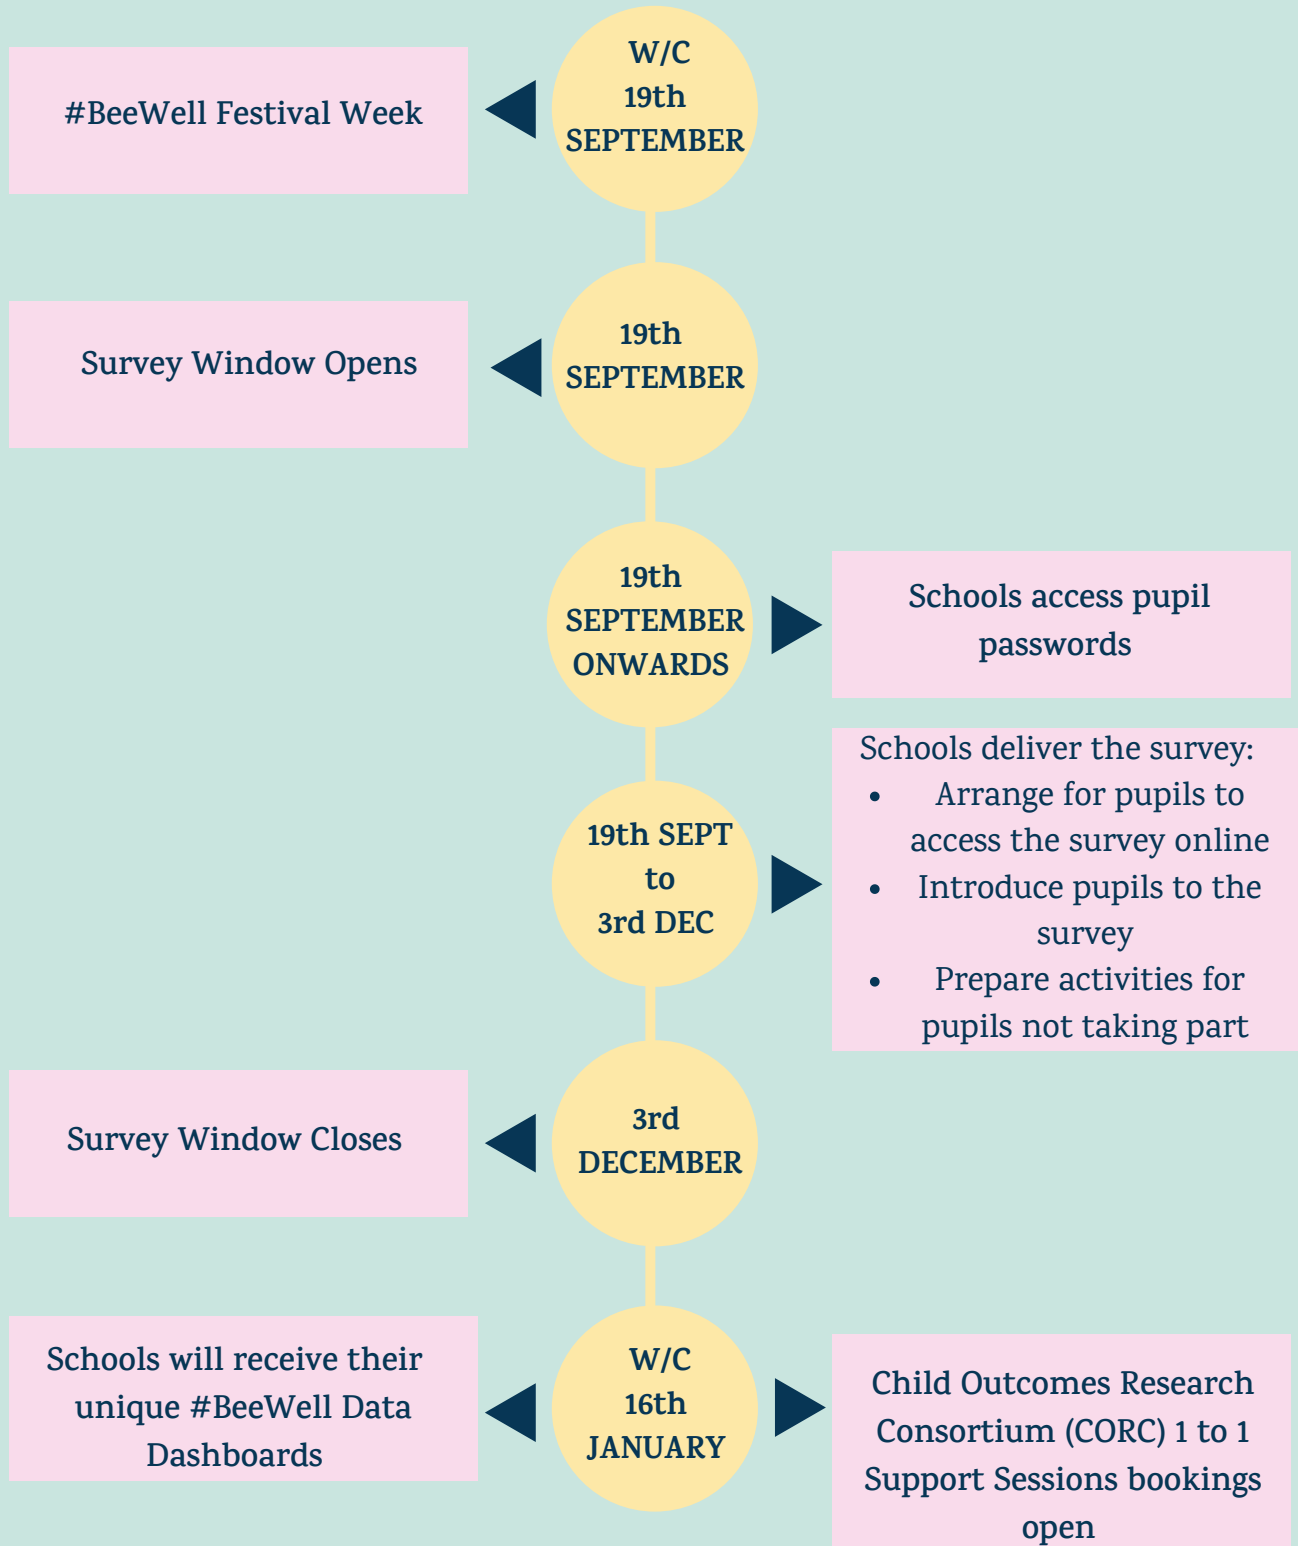 W/C
19th
SEPTEMBER
#BeeWell Festival Week
19th
SEPTEMBER
Survey Window Opens
19th
SEPTEMBER
ONWARDS
Schools access pupil
passwords
19th SEPT
to
3rd DEC
Schools deliver the survey:
• Arrange for pupils to
access the survey online
• Introduce pupils to the
survey
• Prepare activities for
pupils not taking part
3rd
DECEMBER
Survey Window Closes
W/C
16th
JANUARY
Schools will receive their
unique #BeeWell Data
Dashboards
Child Outcomes Research
Consortium (CORC) 1 to 1
Support Sessions bookings
open